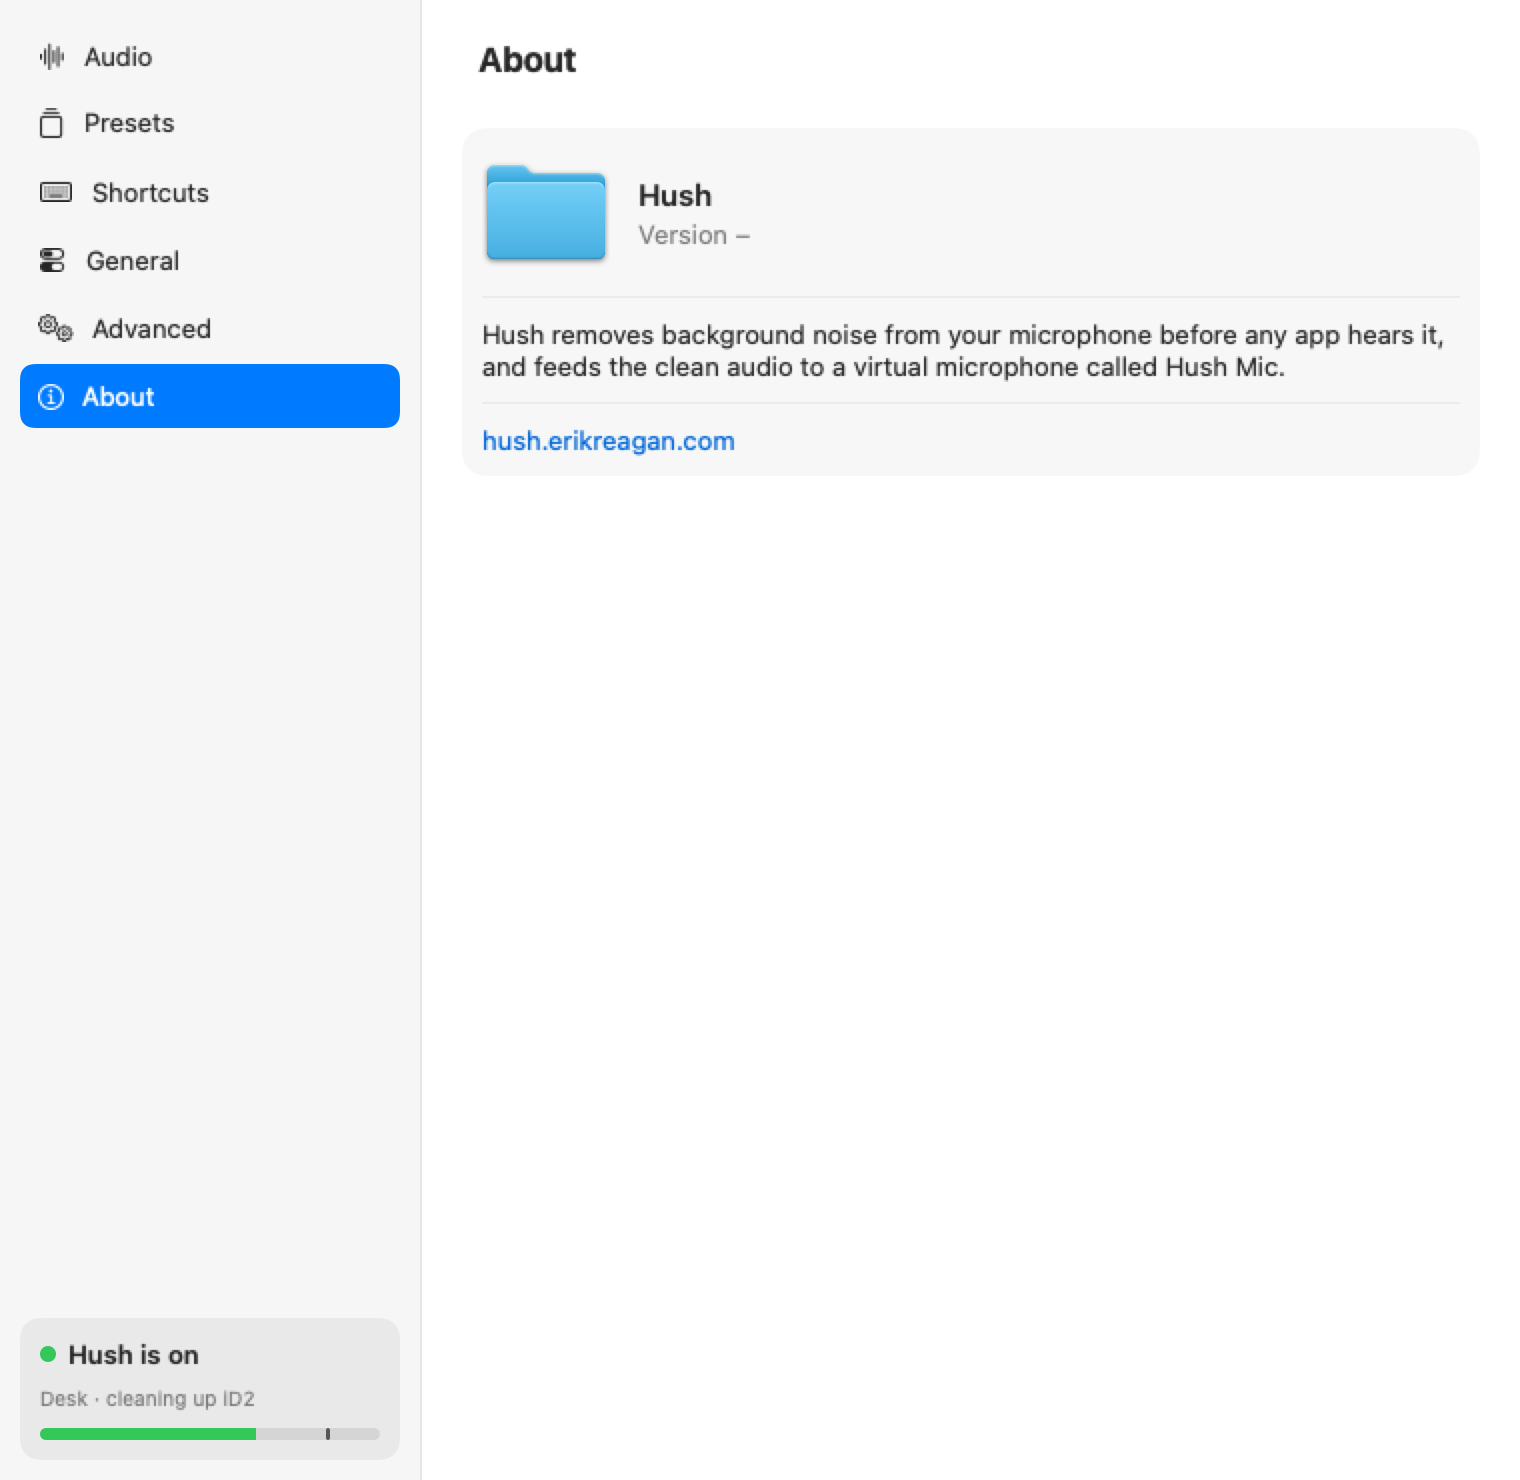 Audio
Presets
Shortcuts
General
Advanced
About
Hush is on
Desk · cleaning up iD2
About
Hush
Version –
Hush removes background noise from your microphone before any app hears it,
and feeds the clean audio to a virtual microphone called Hush Mic.
hush.erikreagan.com